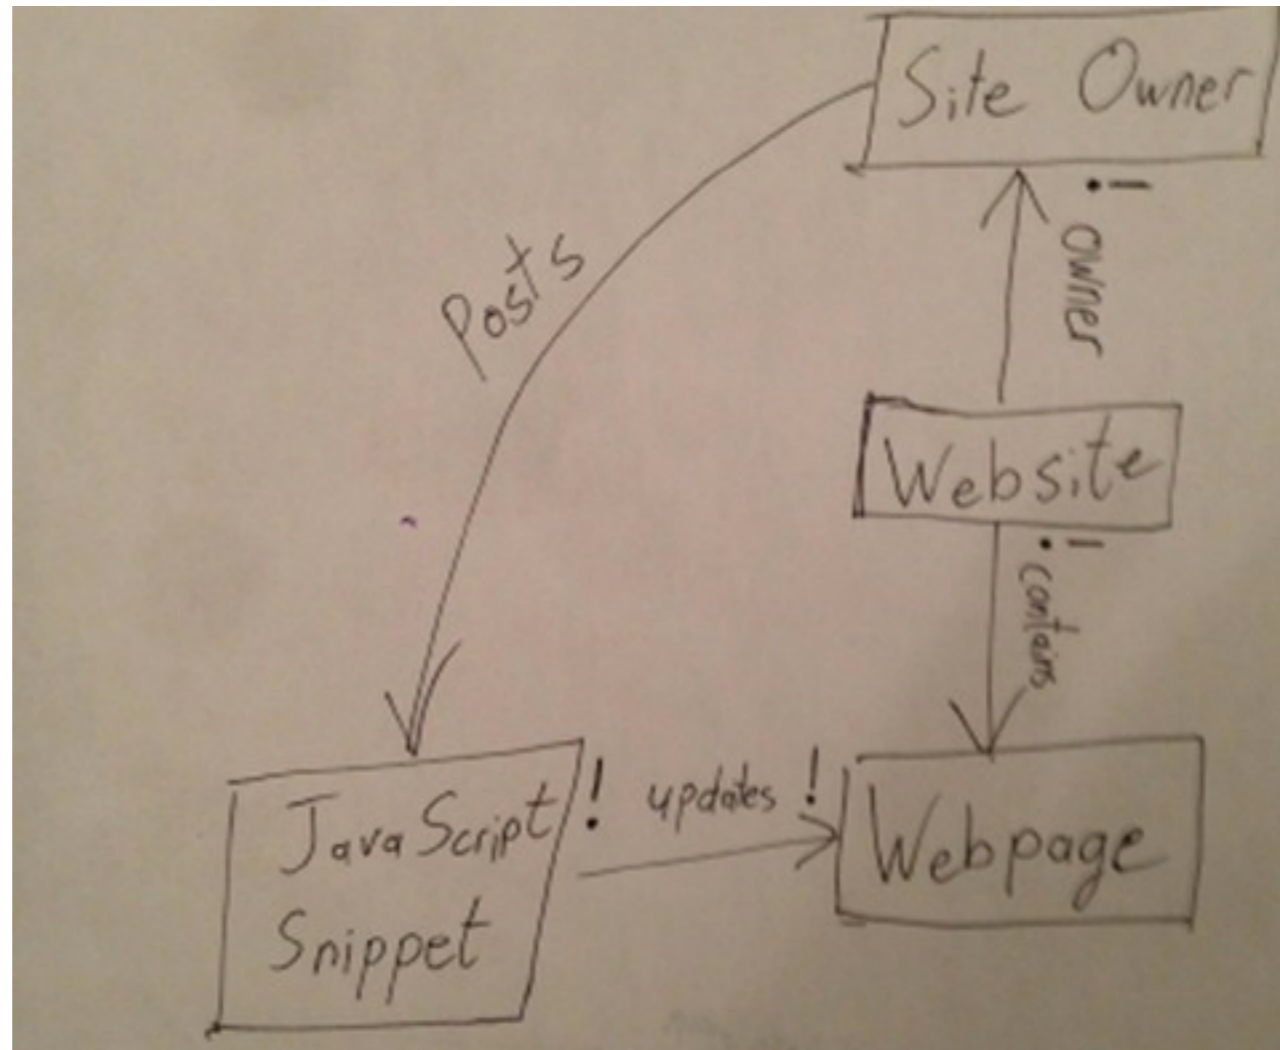 Site Owner
! owner
Posts
Website
! contains
JavaScript
Snippet
! updates !
Webpage